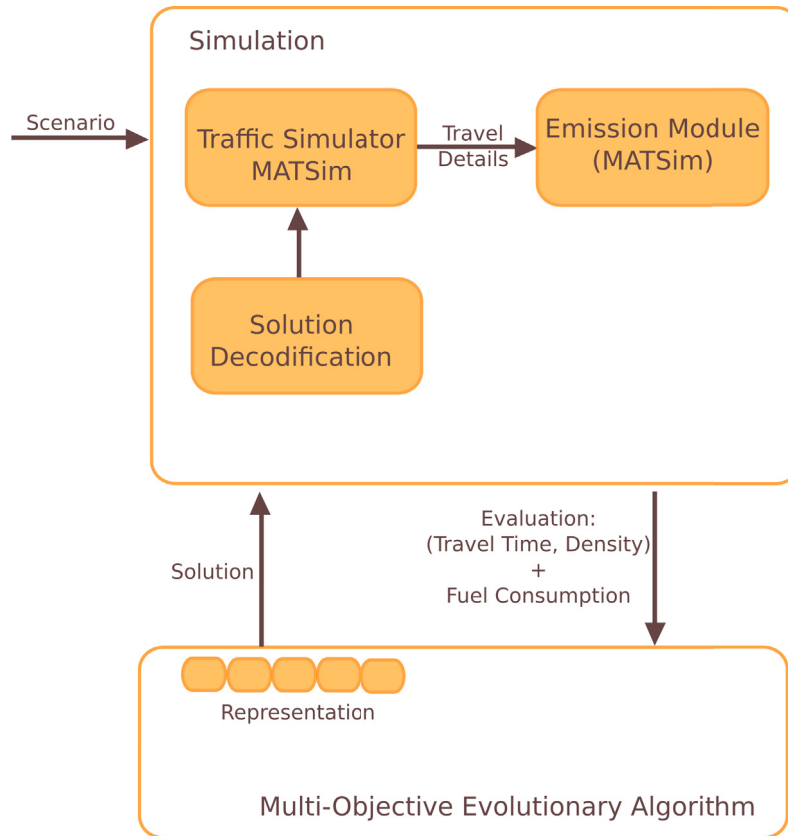 Simulation
Scenario
Traffic Simulator
MATSim
Travel
Details
Emission Module
(MATSim)
Solution
Decodification
Solution
Evaluation:
(Travel Time, Density)
+
Fuel Consumption
Representation
Multi-Objective Evolutionary Algorithm